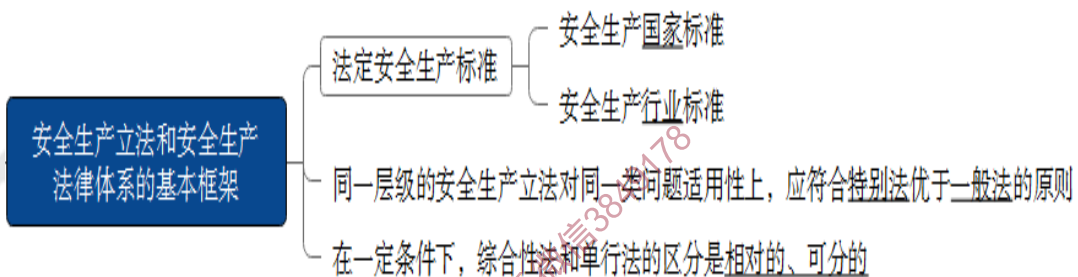 安全生产立法和安全生产
法律体系的基本框架
法定安全生产标准
安全生产国家标准
安全生产行业标准
同一层级的安全生产立法对同一类问题适用性上，应符合特别法优于一般法的原则
在一定条件下，综合性法和单行法的区分是相对的、可分的